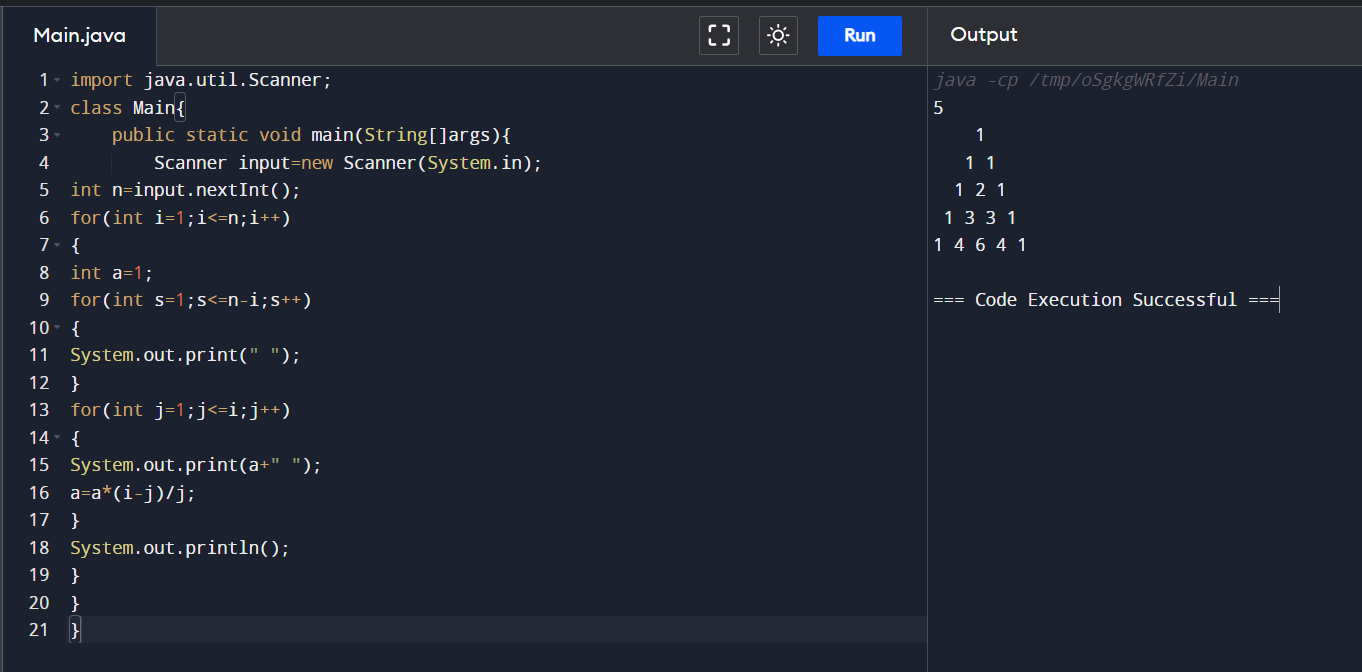 Main.java
Run
Output
1 import java.util.Scanner;
2 class Main{
3     public static void main(String[]args){
4         Scanner input=new Scanner(System.in);
5 int n=input.nextInt();
6 for(int i=1;i<=n;i++)
7 {
8 int a=1;
9 for(int s=1;s<=n-i;s++)
10 {
11 System.out.print(" ");
12 }
13 for(int j=1;j<=i;j++)
14 {
15 System.out.print(a+" ");
16 a=a*(i-j)/j;
17 }
18 System.out.println();
19 }
20 }
21 }
java -cp /tmp/oSgkgWRfZi/Main
5
    1
   1 1
  1 2 1
 1 3 3 1
1 4 6 4 1
=== Code Execution Successful ===